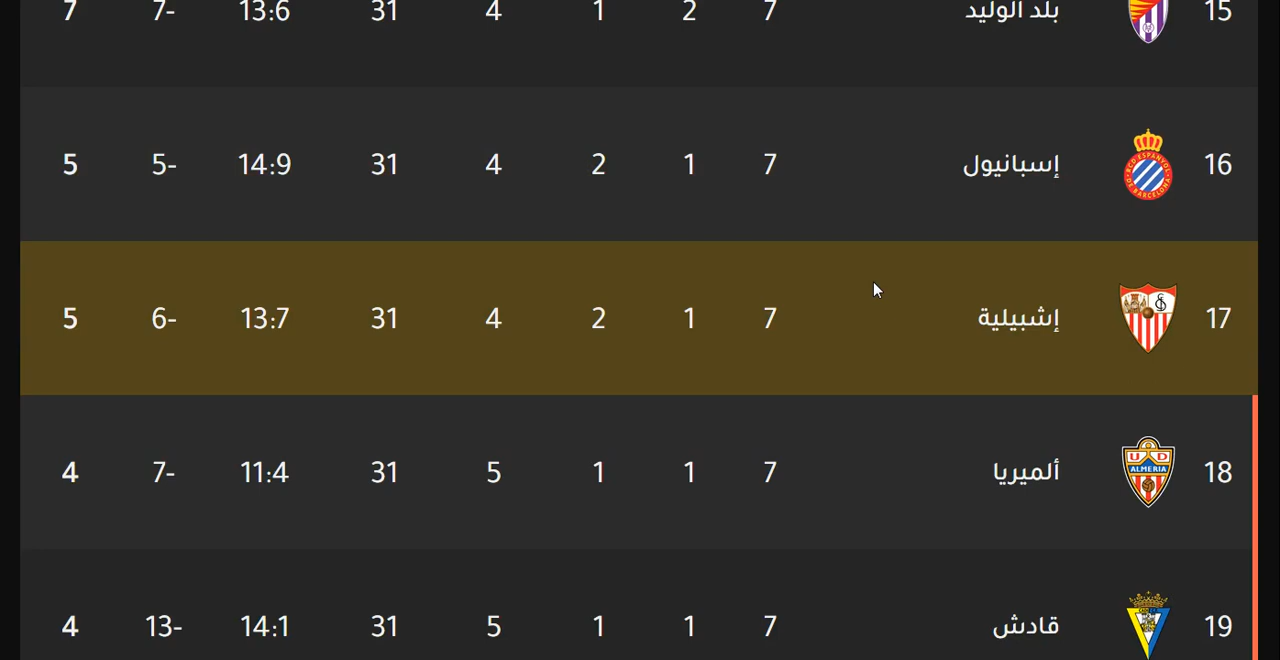 15 بلد الوليد 7 2 1 4 31 13:6 7- 7
16 إسبانيول 7 1 2 4 31 14:9 5- 5
17 إشبيلية 7 1 2 4 31 13:7 6- 5
UD
ALMERIA
18 ألميريا 7 1 1 5 31 11:4 7- 4
19 قادش 7 1 1 5 31 14:1 13- 4